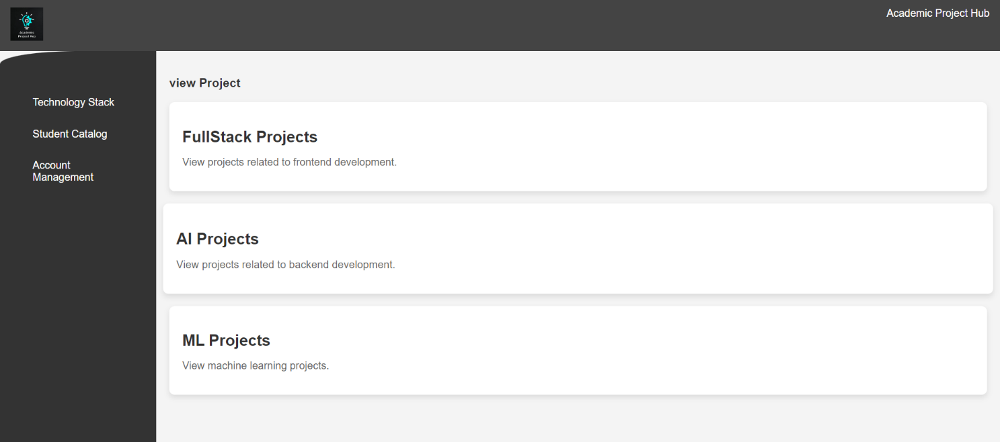 Academic
Project Hub
Academic Project Hub
Technology Stack
Student Catalog
Account
Management
view Project
FullStack Projects
View projects related to frontend development.
AI Projects
View projects related to backend development.
ML Projects
View machine learning projects.